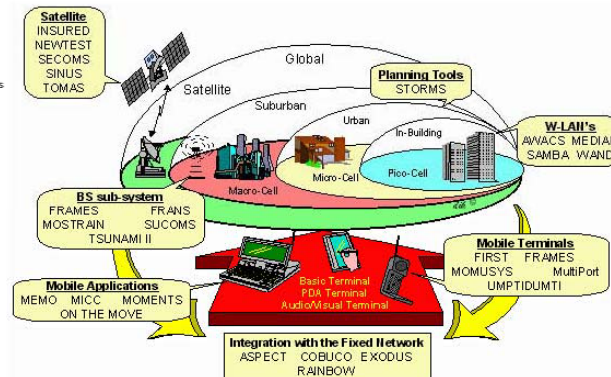 Satellite
INSURED
NEWTEST
SECOMS
SINUS
TOMAS
Global
Satellite
Suburban
Urban
In-Building
Planning Tools
STORMS
W-LAN's
AWACS MEDIAN
SAMBA WAND
Macro-Cell
Micro-Cell
Pico-Cell
BS sub-system
FRAMES FRANS
MOSTRAIN SUCOMS
TSUNAMI II
Mobile Terminals
FIRST FRAMES
MOMUSYS MultiPort
UMPTIDUMTI
Mobile Applications
MEMO MICC MOMENTS
ON THE MOVE
Basic Terminal
PDA Terminal
Audio/Visual Terminal
Integration with the Fixed Network
ASPECT COBUCO EXODUS
RAINBOW